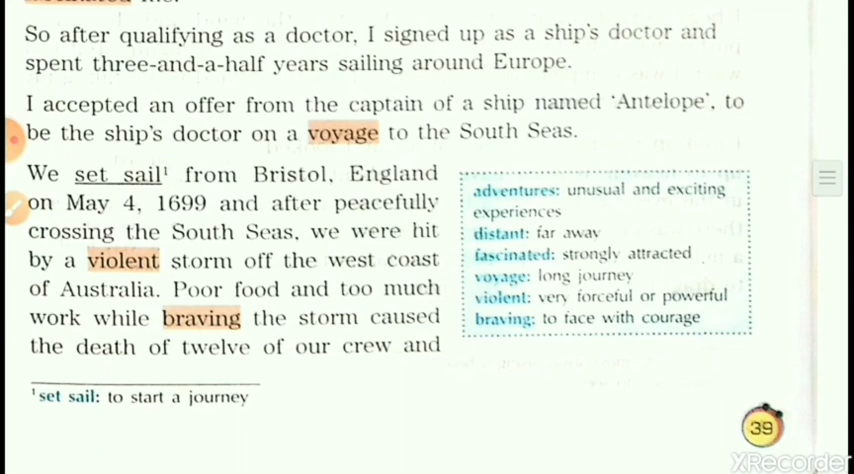 So after qualifying as a doctor, I signed up as a ship's doctor and
spent three-and-a-half years sailing around Europe.
I accepted an offer from the captain of a ship named 'Antelope', to
be the ship's doctor on a voyage to the South Seas.
We set sail¹ from Bristol, England
on May 4, 1699 and after peacefully
crossing the South Seas, we were hit
by a violent storm off the west coast
of Australia. Poor food and too much
work while braving the storm caused
the death of twelve of our crew and
adventures: unusual and exciting
experiences
distant: far away
fascinated: strongly attracted
voyage: long journey
violent: very forceful or powerful
braving: to face with courage
¹set sail: to start a journey
39
XRecorder